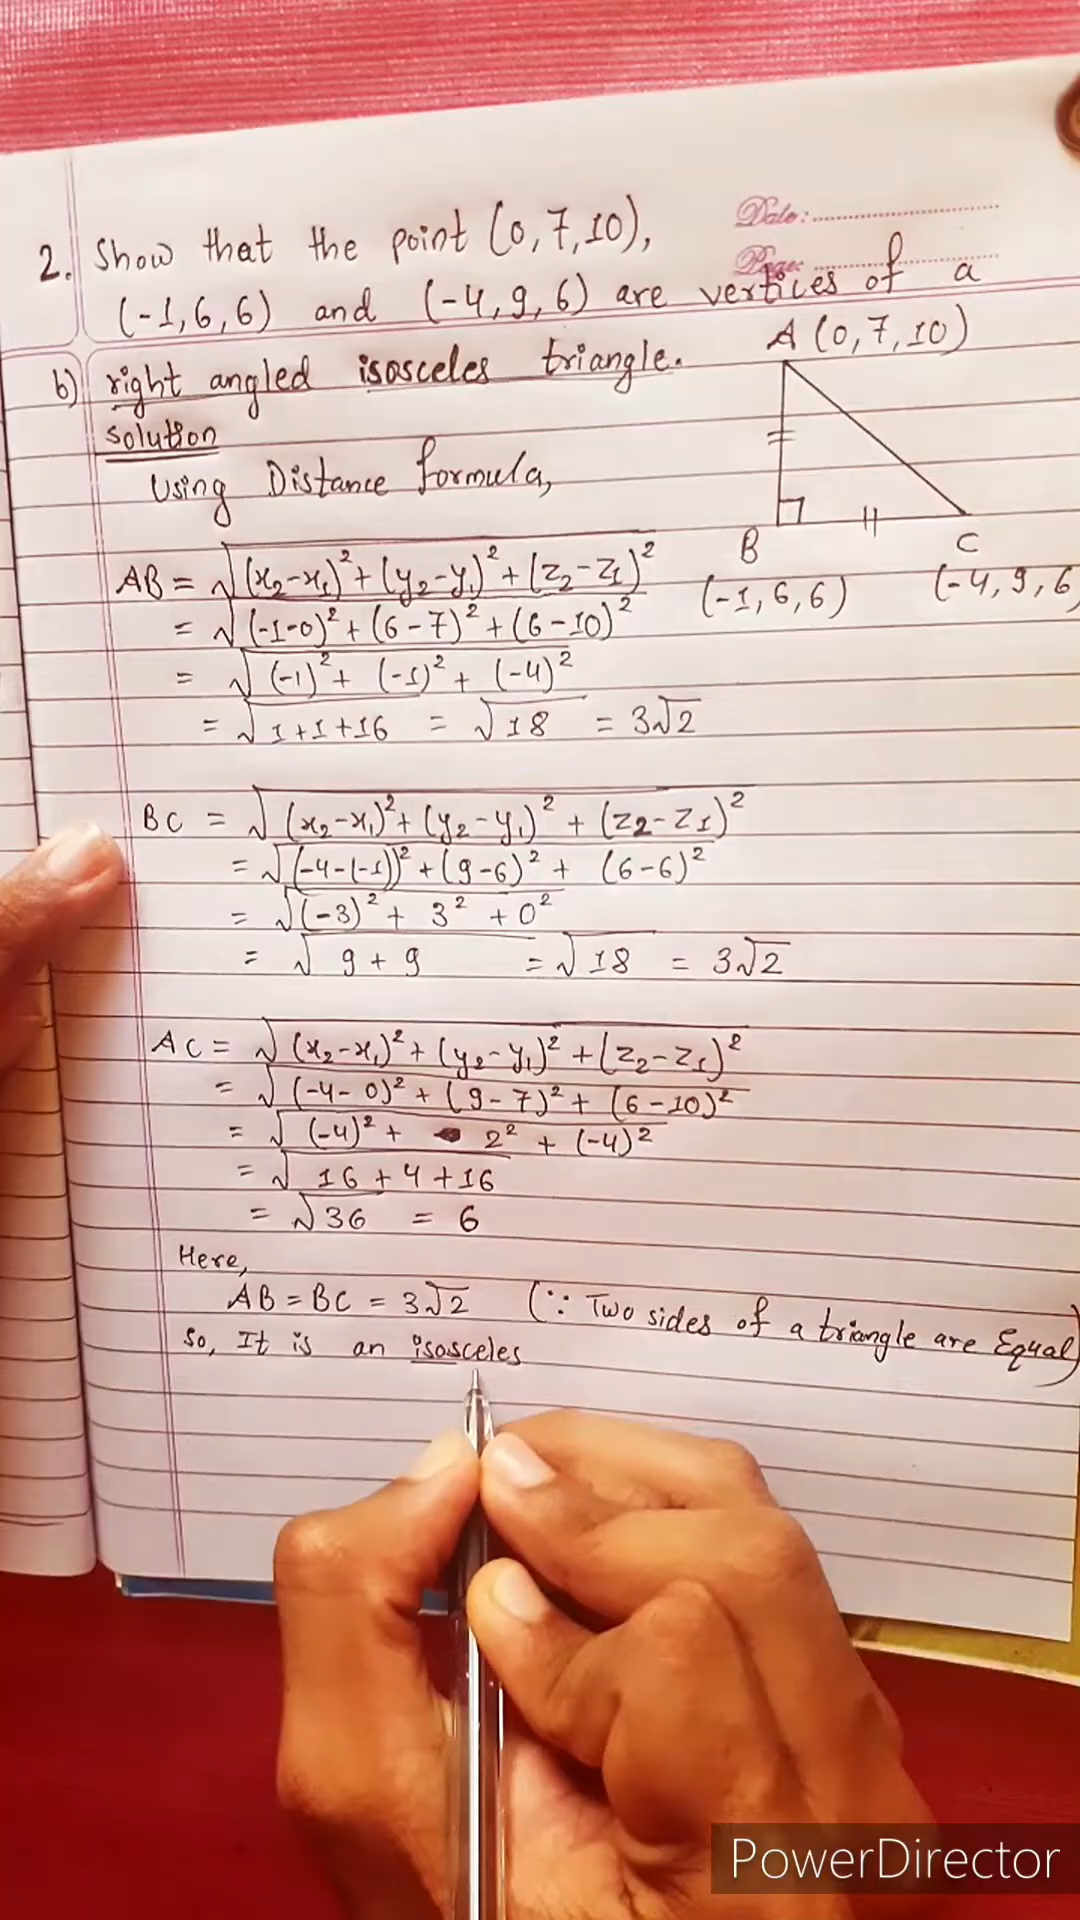 Date:
Page:
2. Show that the point (0,7,10),
(-1,6,6) and (-4,9,6) are vertices of a
b) right angled isosceles triangle.
A (0,7,10)
B
C
(-1,6,6)
(-4,9,6
solution
Using Distance formula,
AB = √(x₂-x₁)²+(y₂-y₁)²+(z₂-z₁)²
= √(-1-0)²+(6-7)²+(6-10)²
= √(-1)²+ (-1)²+ (-4)²
= √1+1+16 = √18 = 3√2
BC = √(x₂-x₁)²+(y₂-y₁)²+(z₂-z₁)²
= √(-4-(-1))²+(9-6)²+ (6-6)²
= √(-3)²+ 3² +0²
= √9+9 = √18 = 3√2
AC = √(x₂-x₁)²+(y₂-y₁)²+(z₂-z₁)²
= √(-4-0)²+(9-7)²+(6-10)²
= √(-4)²+ 2² + (-4)²
= √16+4+16
= √36 = 6
Here,
AB = BC = 3√2 (∵ Two sides of a triangle are Equal)
So, It is an isosceles
PowerDirector